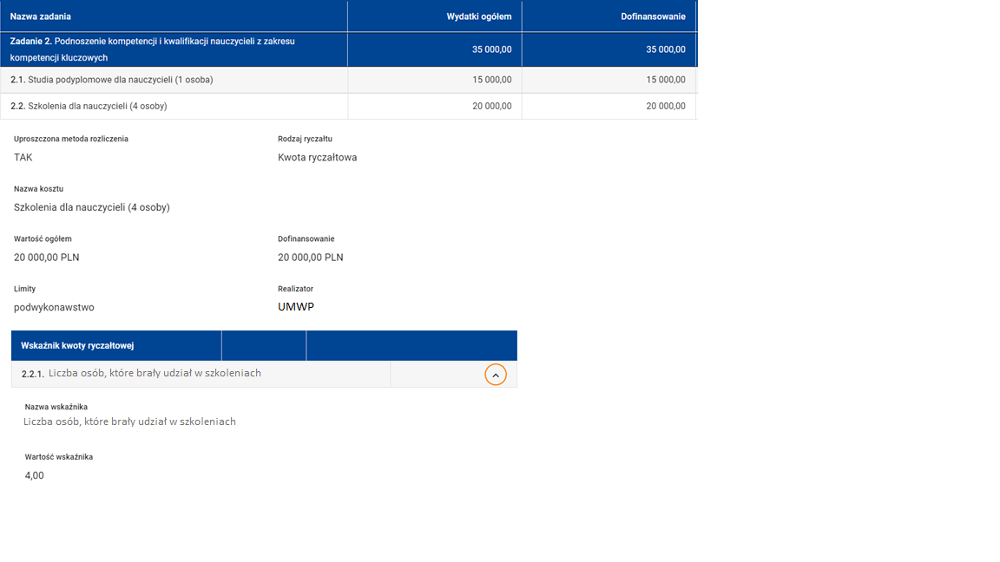 Nazwa zadania Wydatki ogółem Dofinansowanie
Zadanie 2. Podnoszenie kompetencji i kwalifikacji nauczycieli z zakresu
kompetencji kluczowych 35 000,00 35 000,00
2.1. Studia podyplomowe dla nauczycieli (1 osoba) 15 000,00 15 000,00
2.2. Szkolenia dla nauczycieli (4 osoby) 20 000,00 20 000,00
Uproszczona metoda rozliczenia Rodzaj ryczałtu
TAK Kwota ryczałtowa
Nazwa kosztu
Szkolenia dla nauczycieli (4 osoby)
Wartość ogółem Dofinansowanie
20 000,00 PLN 20 000,00 PLN
Limity Realizator
podwykonawstwo UMWP
Wskaźnik kwoty ryczałtowej
2.2.1. Liczba osób, które brały udział w szkoleniach
Nazwa wskaźnika
Liczba osób, które brały udział w szkoleniach
Wartość wskaźnika
4,00